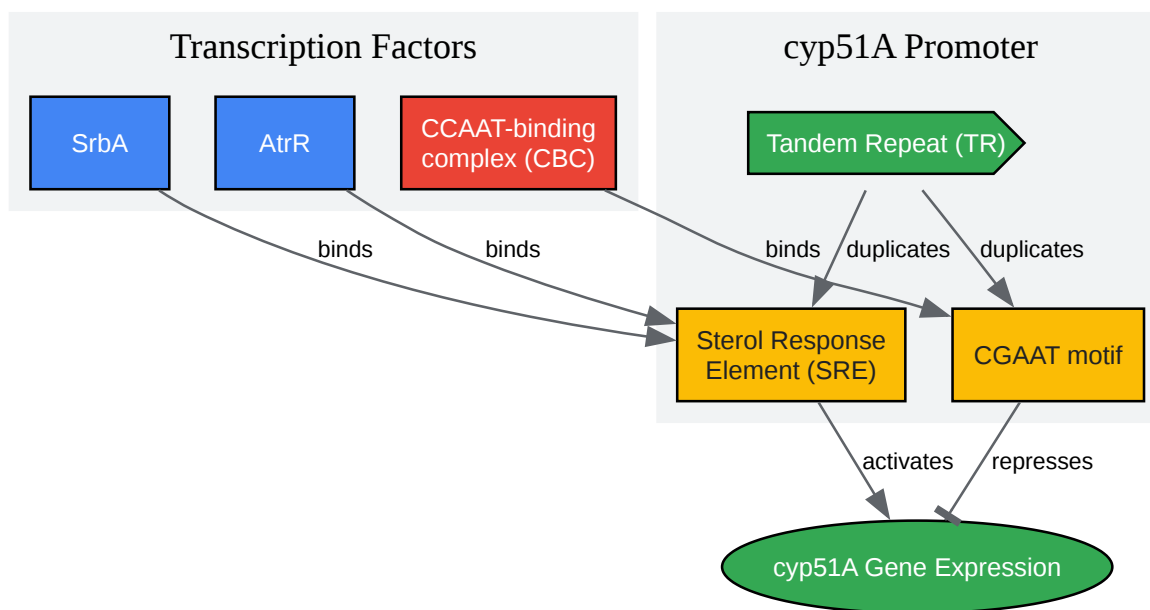 Transcription Factors
cyp51A Promoter
SrbA
AtrR
CCAAT-binding
complex (CBC)
Tandem Repeat (TR)
binds
binds
binds
duplicates
duplicates
Sterol Response
Element (SRE)
CGAAT motif
activates
represses
cyp51A Gene Expression